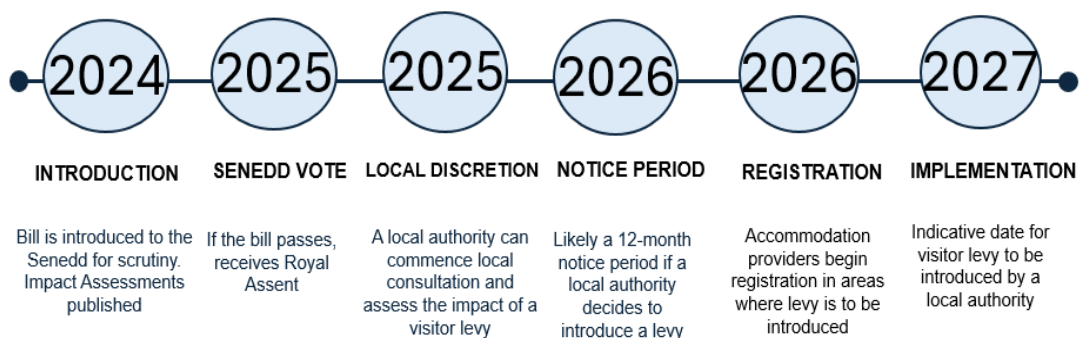 2024
2025
2025
2026
2026
2027
INTRODUCTION
SENEDD VOTE
LOCAL DISCRETION
NOTICE PERIOD
REGISTRATION
IMPLEMENTATION
Bill is introduced to the
Senedd for scrutiny.
Impact Assessments
published
If the bill passes,
receives Royal
Assent
A local authority can
commence local
consultation and
assess the impact of a
visitor levy
Likely a 12-month
notice period if a
local authority
decides to
introduce a levy
Accommodation
providers begin
registration in areas
where levy is to be
introduced
Indicative date for
visitor levy to be
introduced by a
local authority